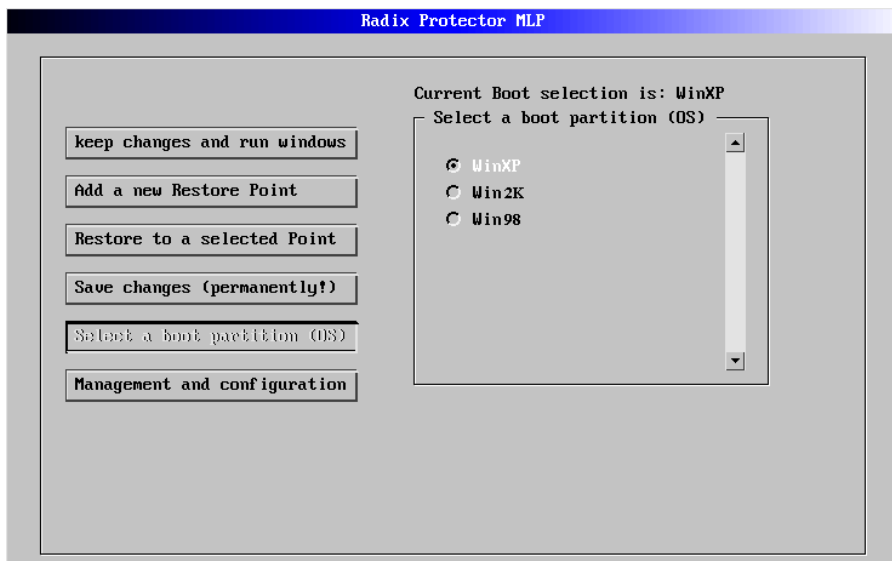 Radix Protector MLP
keep changes and run windows
Add a new Restore Point
Restore to a selected Point
Save changes (permanently!)
Select a boot partition (OS)
Management and configuration
Current Boot selection is: WinXP
Select a boot partition (OS)
WinXP
Win2K
Win98